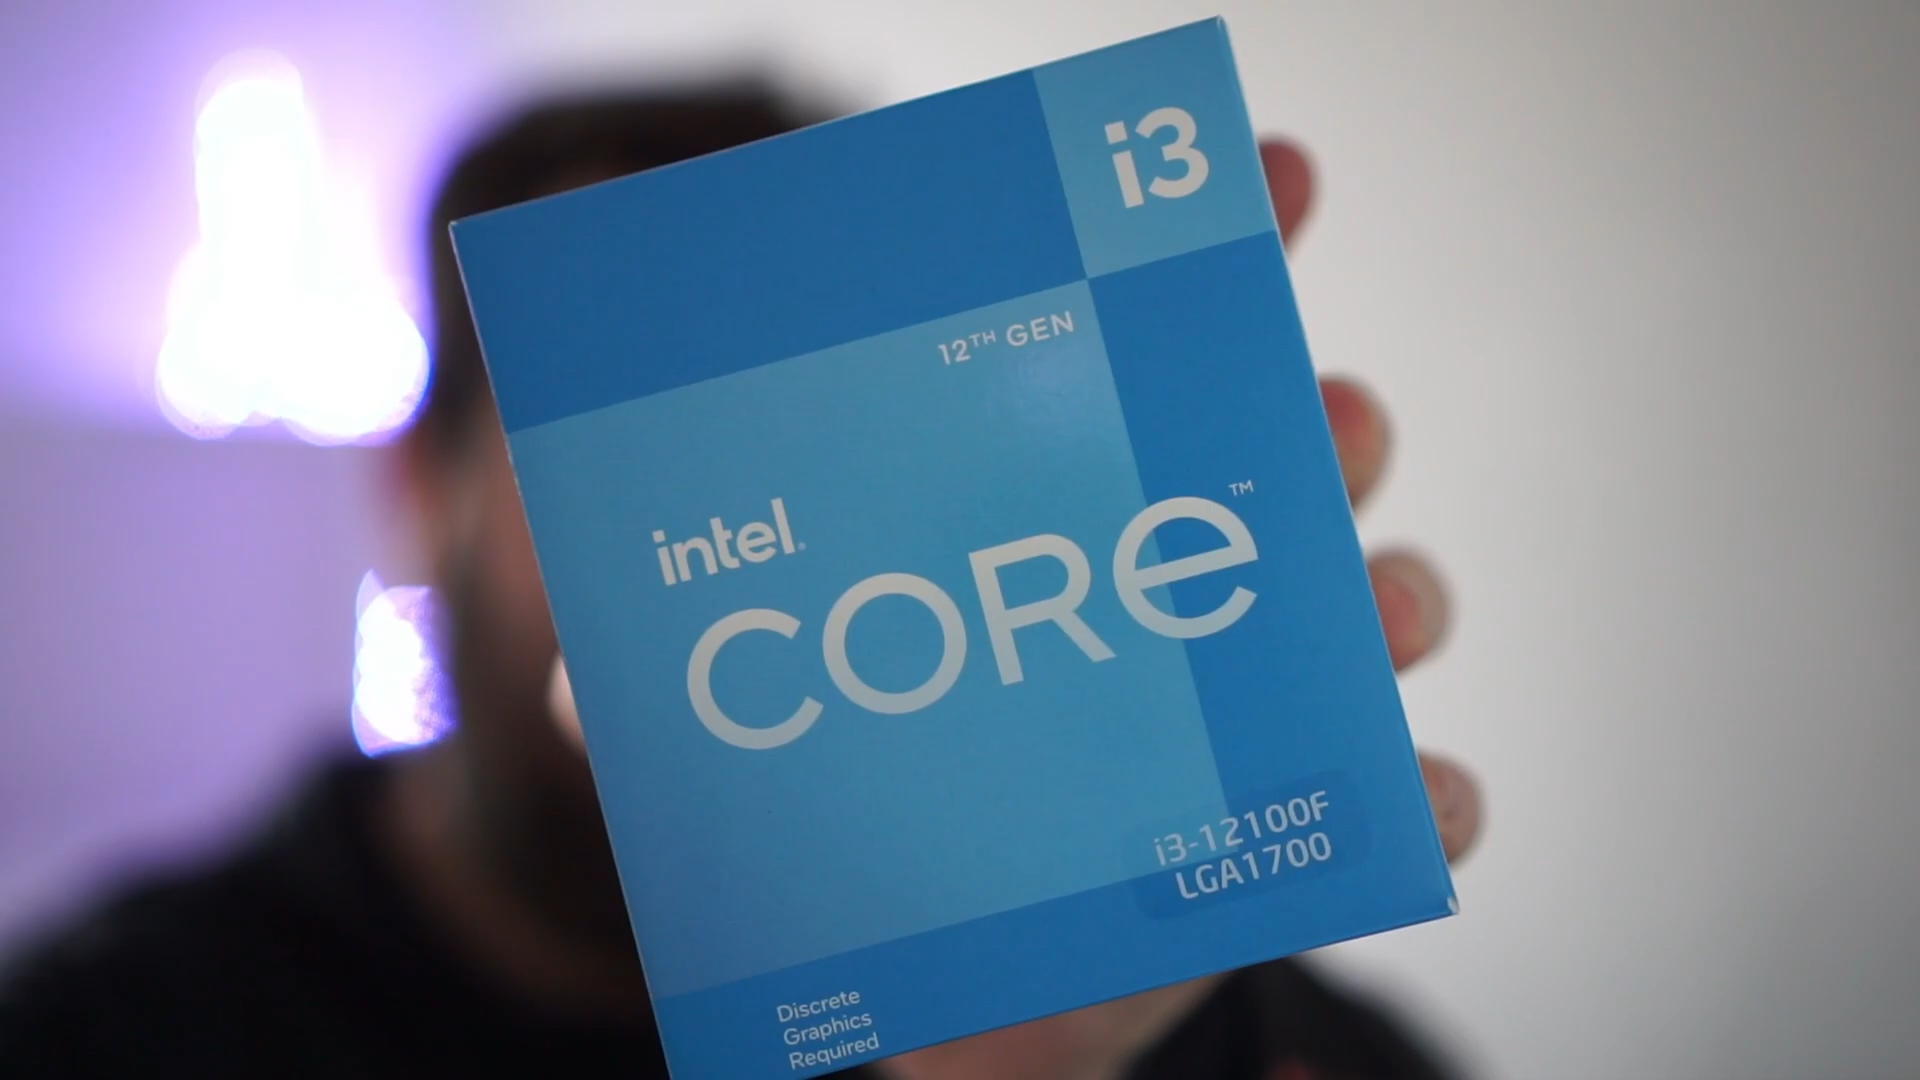 i3
12TH GEN
intel.
CORe™
i3-12100F
LGA1700
Discrete
Graphics
Required